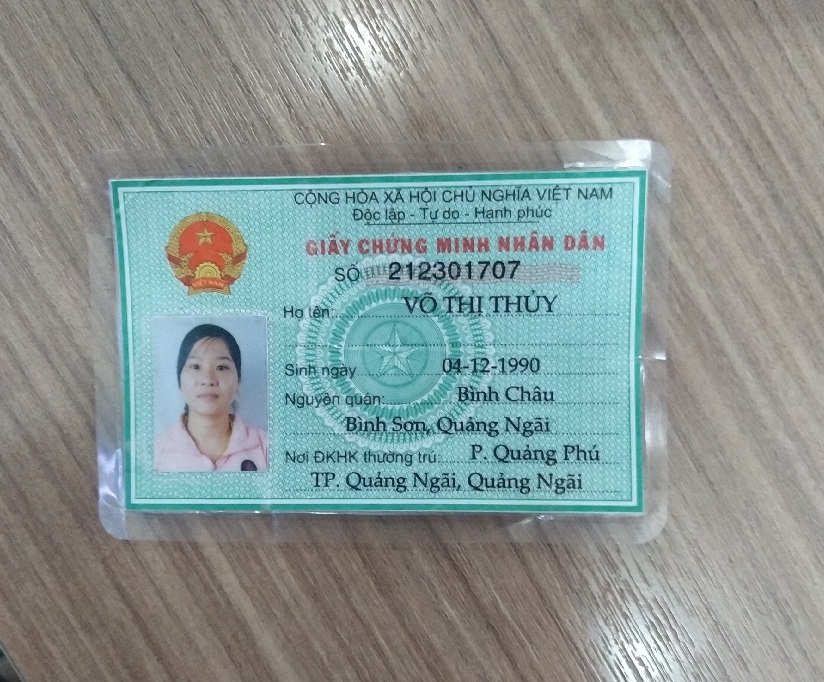 CỘNG HÒA XÃ HỘI CHỦ NGHĨA VIỆT NAM
Độc lập - Tự do - Hạnh phúc
GIẤY CHỨNG MINH NHÂN DÂN
SỐ 212301707
Họ tên: VÕ THỊ THỦY
Sinh ngày 04-12-1990
Nguyên quán: Bình Châu
Bình Sơn, Quảng Ngãi
Nơi ĐKHK thường trú: P. Quảng Phú
TP. Quảng Ngãi, Quảng Ngãi
VIỆT NAM